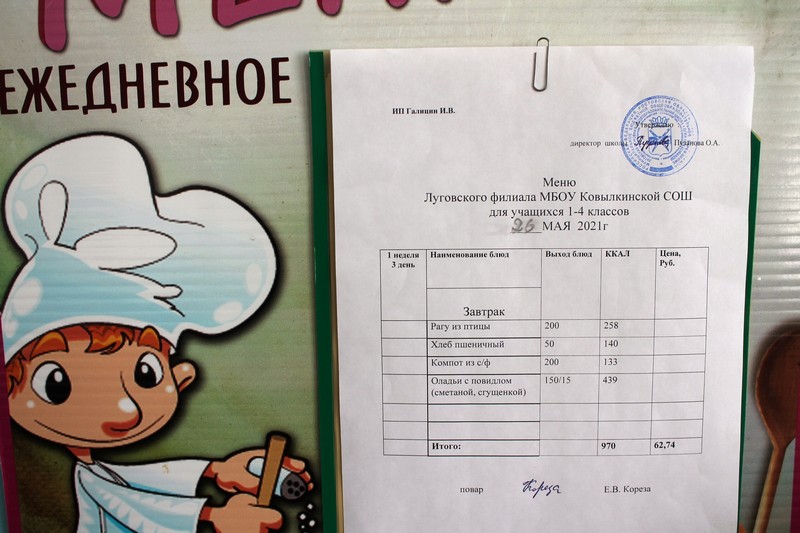 ЕЖЕДНЕВНОЕ
ИП Галицин И.В.
Утверждаю
директор школы Пузанова О.А.
Меню
Луговского филиала МБОУ Ковылкинской СОШ
для учащихся 1-4 классов
26 МАЯ 2021г
1 неделя
3 день
Наименование блюд
Завтрак
Выход блюд
ККАЛ
Цена,
Руб.
Рагу из птицы 200 258
Хлеб пшеничный 50 140
Компот из с/ф 200 133
Оладьи с повидлом 150/15 439
(сметаной, сгущенкой)
Итого: 970 62,74
повар Кореза Е.В. Кореза